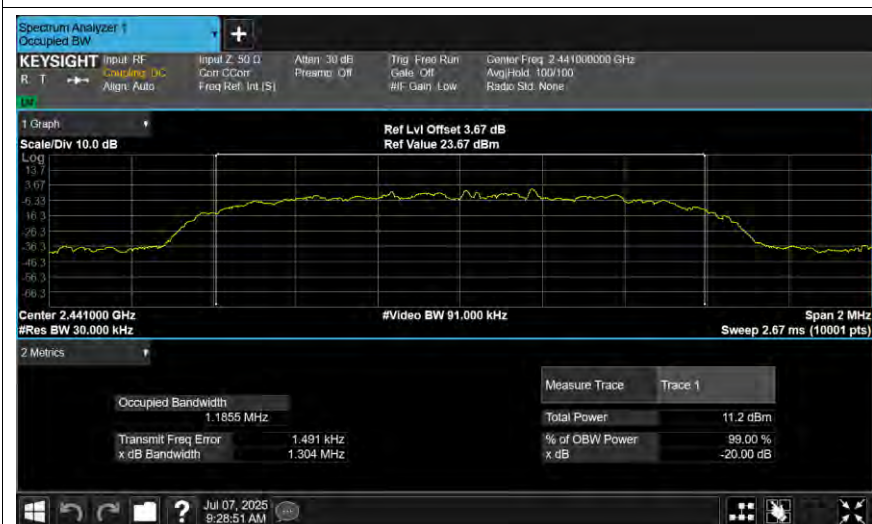 Spectrum Analyzer 1
Occupied BW
+
KEYSIGHT
R T
Input: RF
Coupling: DC
Align: Auto
Input Z: 50 Ω
Corr CCorr
Freq Ref: Int (S)
Atten: 30 dB
Preamp: Off
Trig: Free Run
Gate: Off
#IF Gain: Low
Center Freq: 2.441000000 GHz
Avg|Hold: 100/100
Radio Std: None
1 Graph
Scale/Div 10.0 dB
Ref Lvl Offset 3.67 dB
Ref Value 23.67 dBm
Log
13.7
3.67
-6.33
-16.3
-26.3
-36.3
-46.3
-56.3
-66.3
Center 2.441000 GHz
#Res BW 30.000 kHz
#Video BW 91.000 kHz
Span 2 MHz
Sweep 2.67 ms (10001 pts)
2 Metrics
Measure Trace Trace 1
Occupied Bandwidth
1.1855 MHz
Total Power 11.2 dBm
Transmit Freq Error 1.491 kHz
% of OBW Power 99.00 %
x dB Bandwidth 1.304 MHz
x dB -20.00 dB
?
Jul 07, 2025
9:28:51 AM